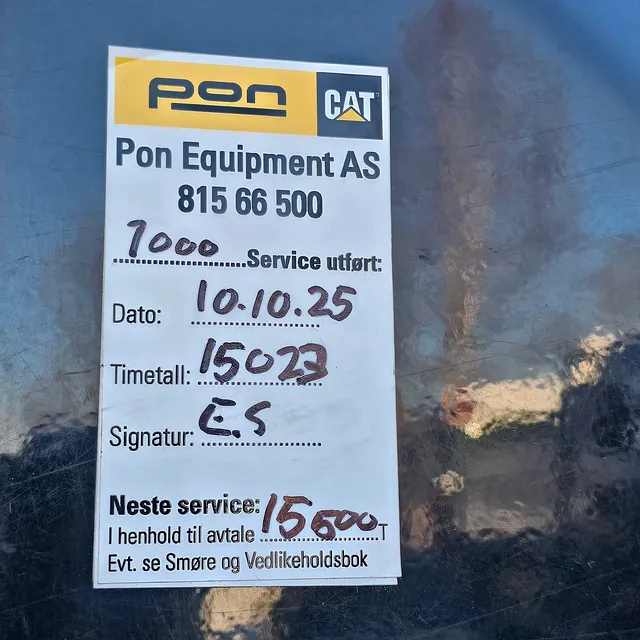 pon CAT
Pon Equipment AS
815 66 500
1000 Service utført:
Dato: 10.10.25
Timetall: 15023
Signatur: E.S
Neste service:
I henhold til avtale 15500 T
Evt. se Smøre og Vedlikeholdsbok